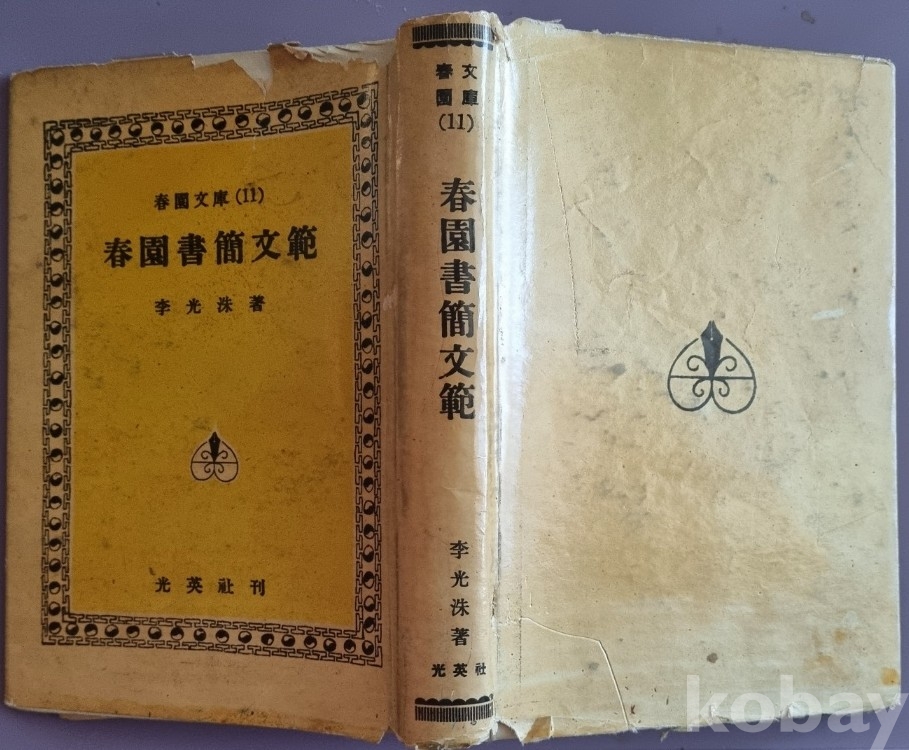 春園文庫(11)
春園書簡文範
李光洙著
光英社刊
春園
文庫
(11)
春園書簡文範
李光洙著
光英社
kobay